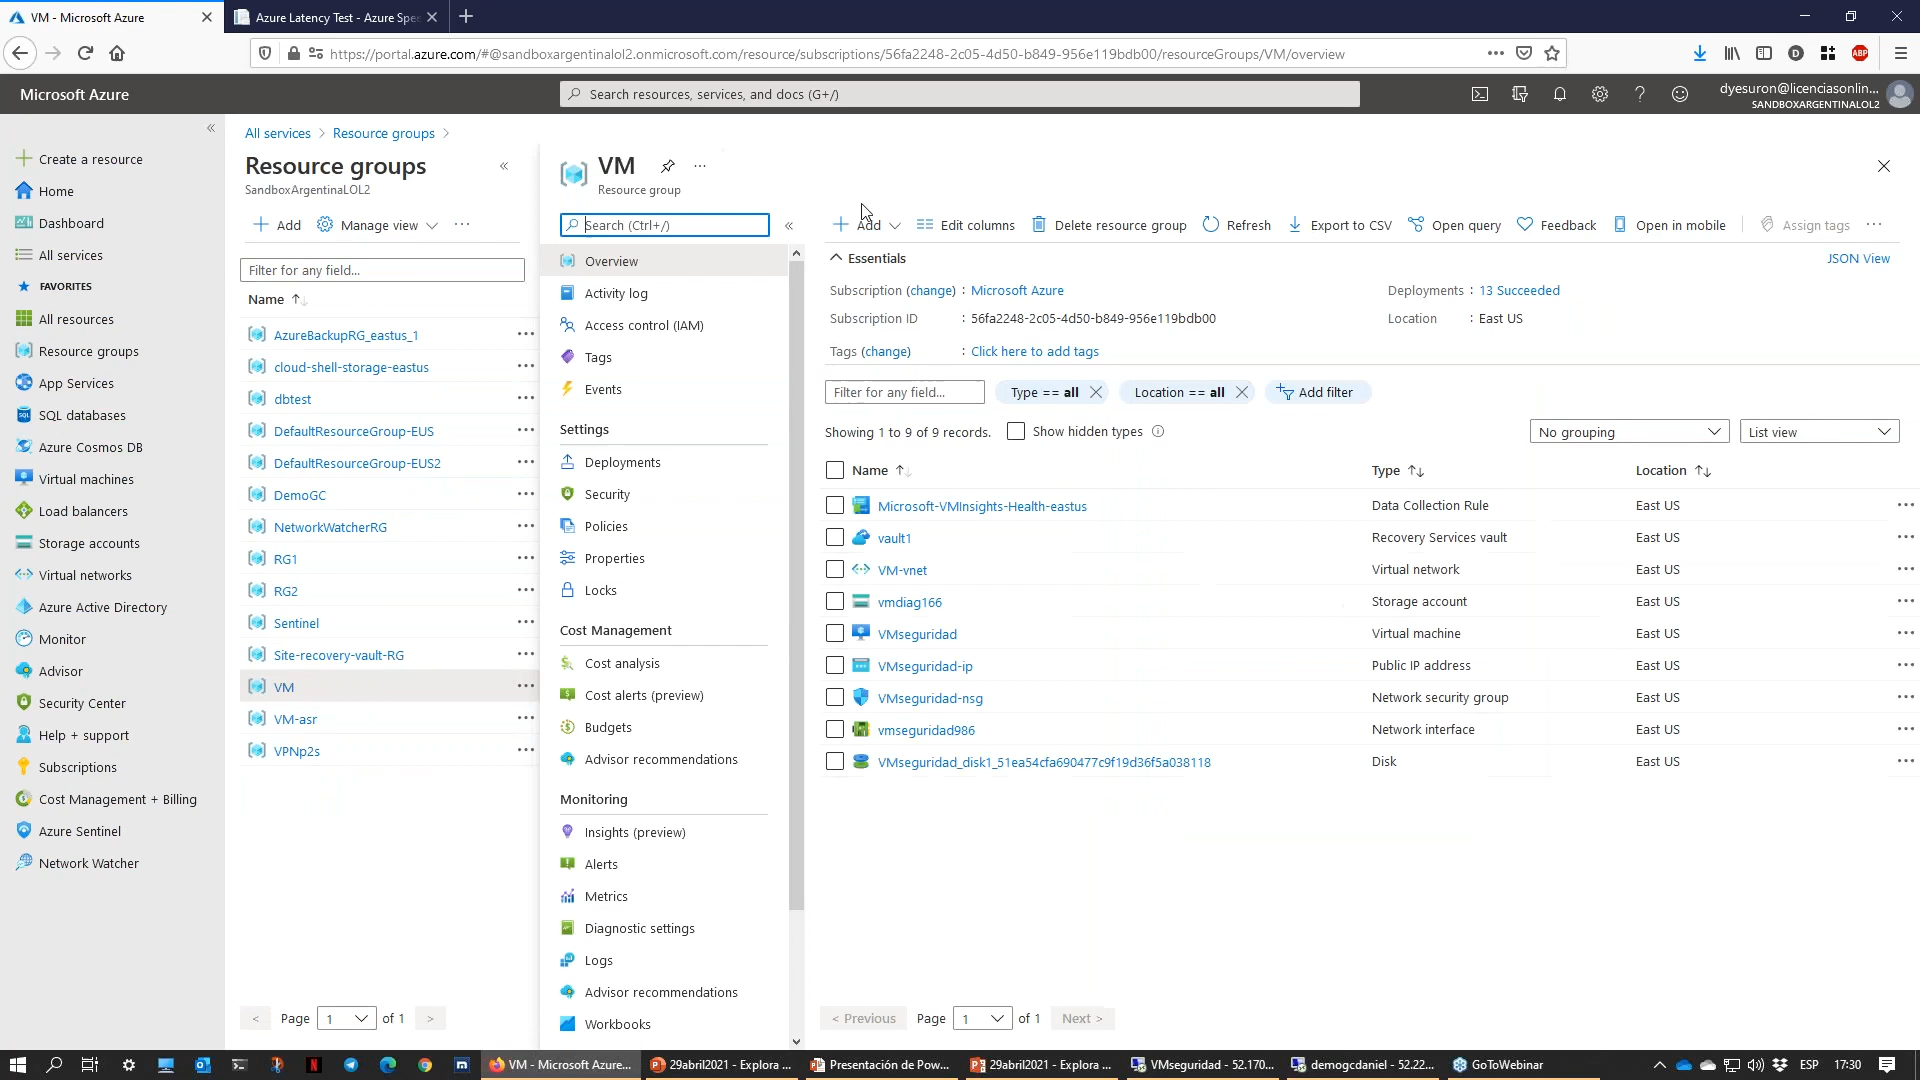 VM - Microsoft Azure
Azure Latency Test - Azure Spe
https://portal.azure.com/#@sandboxargentinalol2.onmicrosoft.com/resource/subscriptions/56fa2248-2c05-4d50-b849-956e119bdb00/resourceGroups/VM/overview
D
ABP
Microsoft Azure
Search resources, services, and docs (G+/)
dyesuron@licenciasonlin...
SANDBOXARGENTINALOL2
Create a resource
Home
Dashboard
All services
FAVORITES
All resources
Resource groups
App Services
SQL databases
Azure Cosmos DB
Virtual machines
Load balancers
Storage accounts
Virtual networks
Azure Active Directory
Monitor
Advisor
Security Center
Help + support
Subscriptions
Cost Management + Billing
Azure Sentinel
Network Watcher
All services > Resource groups >
Resource groups
SandboxArgentinaLOL2
Add
Manage view
Filter for any field...
Name
AzureBackupRG_eastus_1
cloud-shell-storage-eastus
dbtest
DefaultResourceGroup-EUS
DefaultResourceGroup-EUS2
DemoGC
NetworkWatcherRG
RG1
RG2
Sentinel
Site-recovery-vault-RG
VM
VM-asr
VPNp2s
< Page 1 of 1 >
VM
Resource group
Search (Ctrl+/)
Overview
Activity log
Access control (IAM)
Tags
Events
Settings
Deployments
Security
Policies
Properties
Locks
Cost Management
Cost analysis
Cost alerts (preview)
Budgets
Advisor recommendations
Monitoring
Insights (preview)
Alerts
Metrics
Diagnostic settings
Logs
Advisor recommendations
Workbooks
Add
Edit columns
Delete resource group
Refresh
Export to CSV
Open query
Feedback
Open in mobile
Assign tags
Essentials
JSON View
Subscription (change) : Microsoft Azure
Deployments : 13 Succeeded
Subscription ID : 56fa2248-2c05-4d50-b849-956e119bdb00
Location : East US
Tags (change) : Click here to add tags
Filter for any field...
Type == all
Location == all
Add filter
Showing 1 to 9 of 9 records.
Show hidden types
No grouping
List view
Name Type Location
Microsoft-VMInsights-Health-eastus Data Collection Rule East US
vault1 Recovery Services vault East US
VM-vnet Virtual network East US
vmdiag166 Storage account East US
VMseguridad Virtual machine East US
VMseguridad-ip Public IP address East US
VMseguridad-nsg Network security group East US
vmseguridad986 Network interface East US
VMseguridad_disk1_51ea54cfa690477c9f19d36f5a038118 Disk East US
< Previous Page 1 of 1 Next >
VM - Microsoft Azure...
29abril2021 - Explora ...
Presentación de Pow...
29abril2021 - Explora ...
VMseguridad - 52.170...
demogcdaniel - 52.22...
GoToWebinar
ESP
17:30